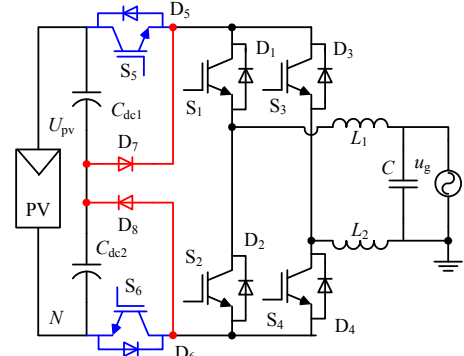 D5
S5
D1
D3
Cdc1
S1
S3
Upv
D7
L1
PV
D8
C
ug
Cdc2
D2
L2
S2
S6
S4
N
D4
D6